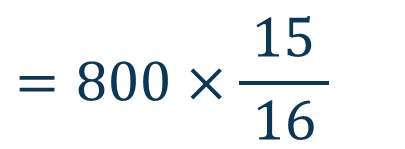 = 800 × 15/16